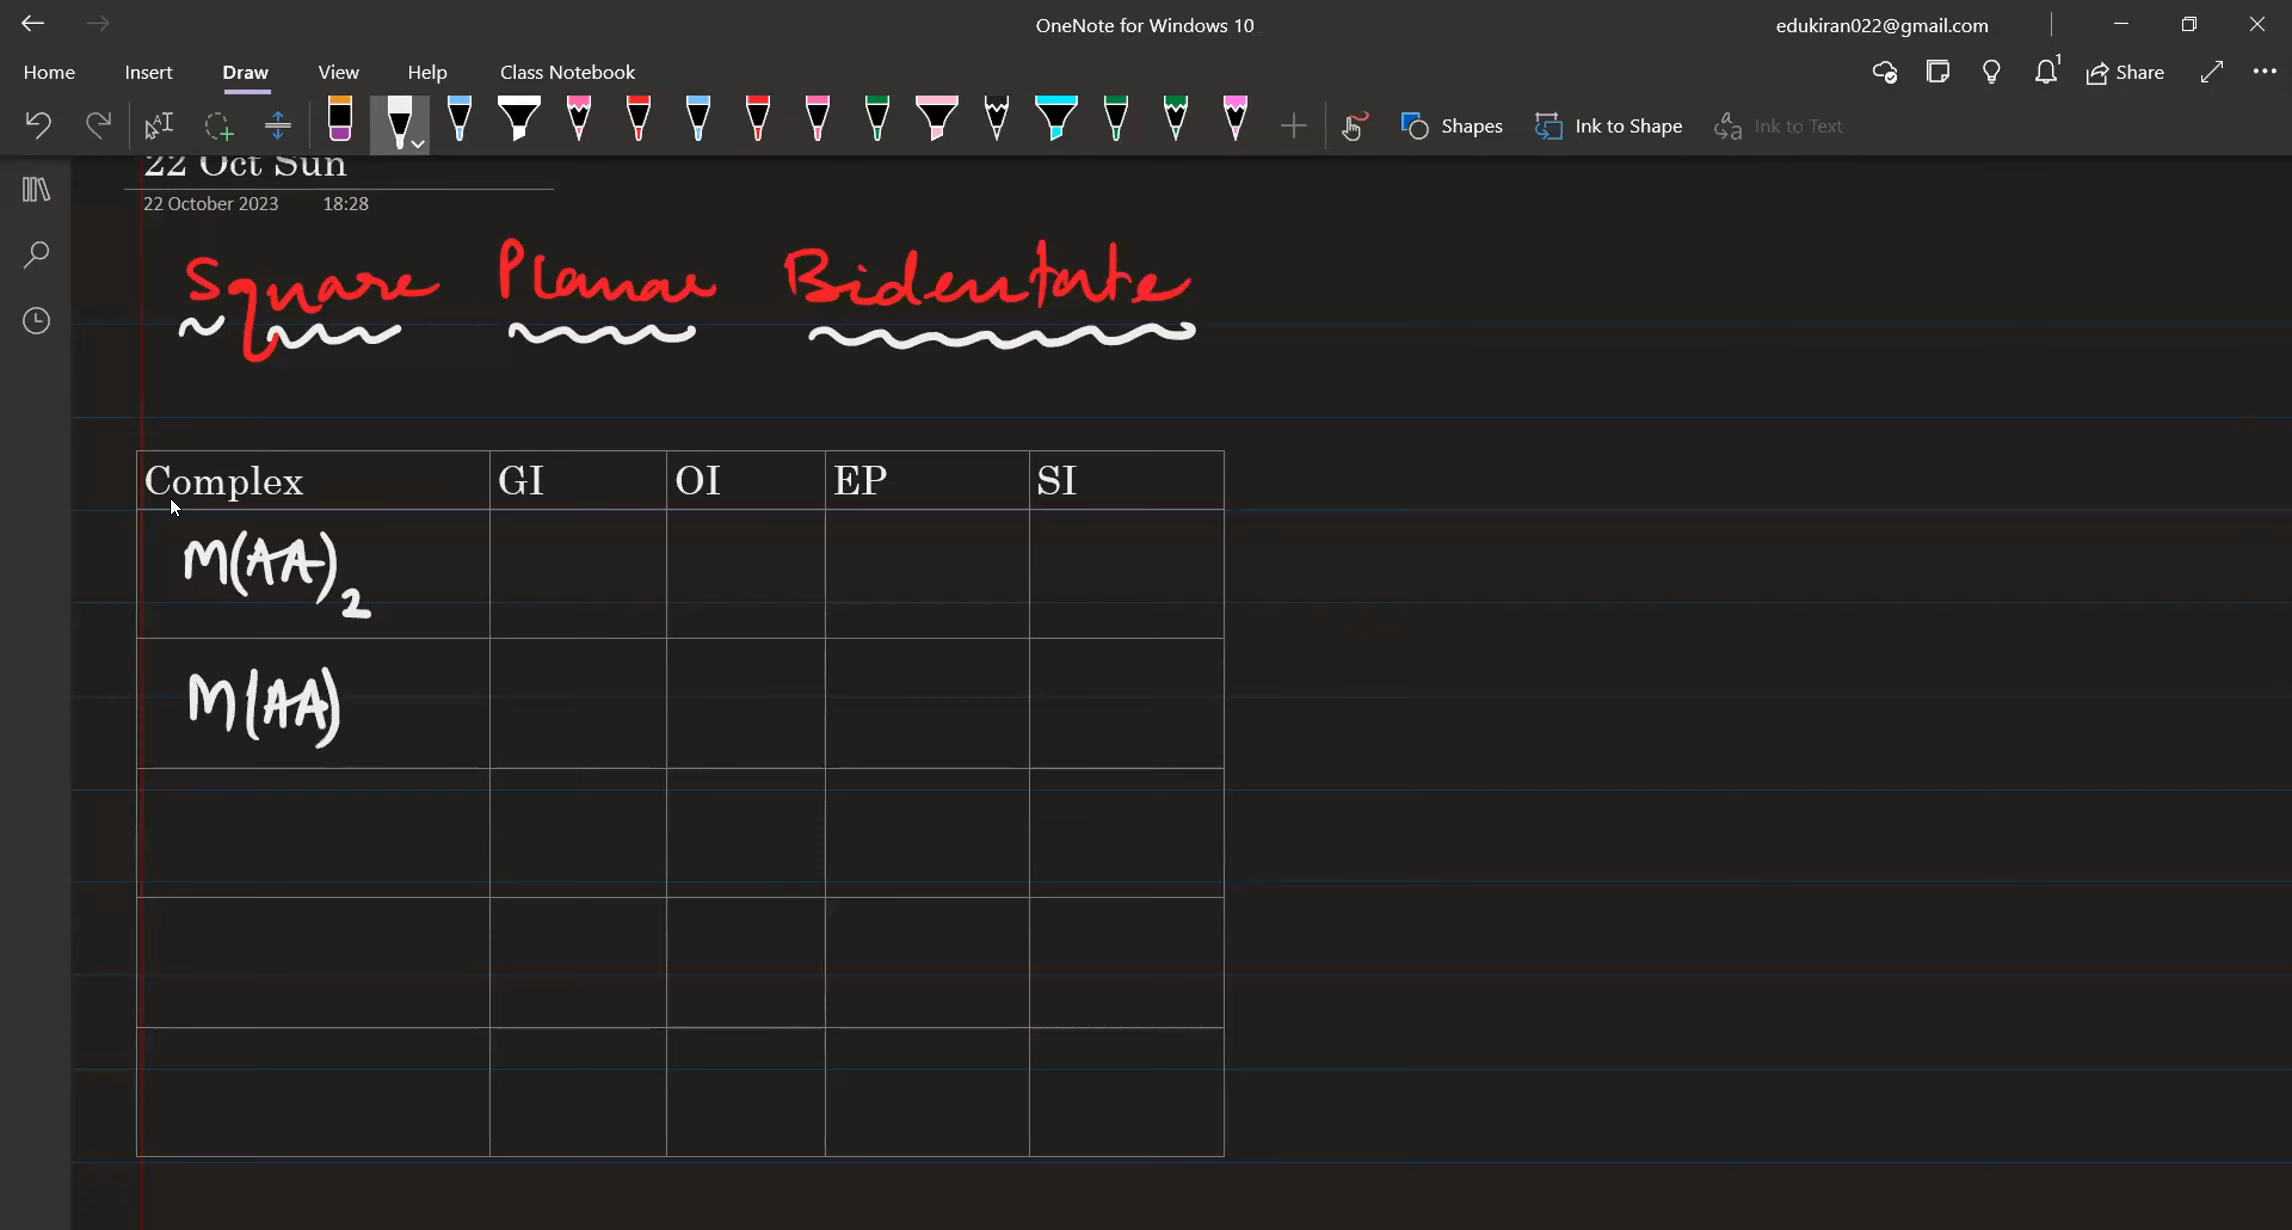 OneNote for Windows 10
edukiran022@gmail.com
Home Insert Draw View Help Class Notebook
Share
Shapes Ink to Shape Ink to Text
22 Oct Sun
22 October 2023 18:28
Square Planar Bidentate
Complex GI OI EP SI
M(AA)₂
M(AA)